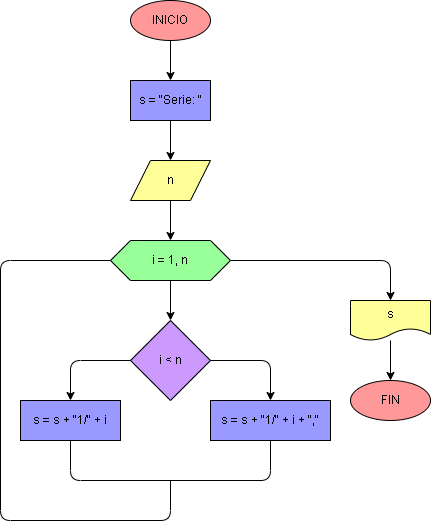 INICIO
s = "Serie: "
n
i = 1, n
s
i < n
s = s + "1/" + i
s = s + "1/" + i + ","
FIN